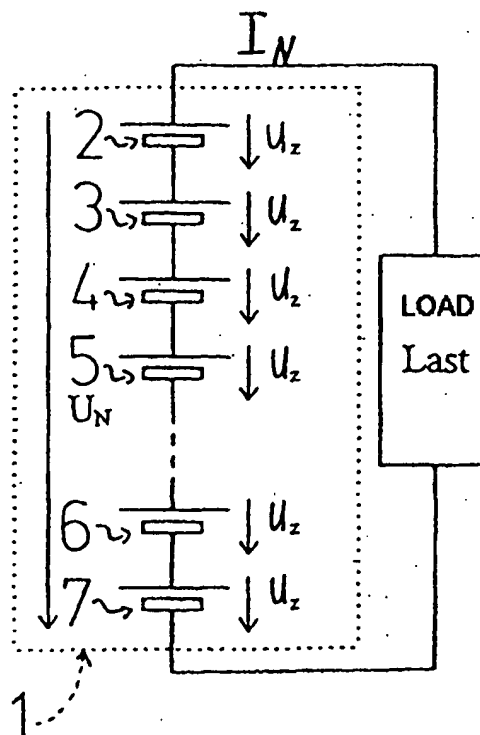 I_N
2 U_z
3 U_z
4 U_z
LOAD
Last
5 U_z
U_N
6 U_z
7 U_z
1